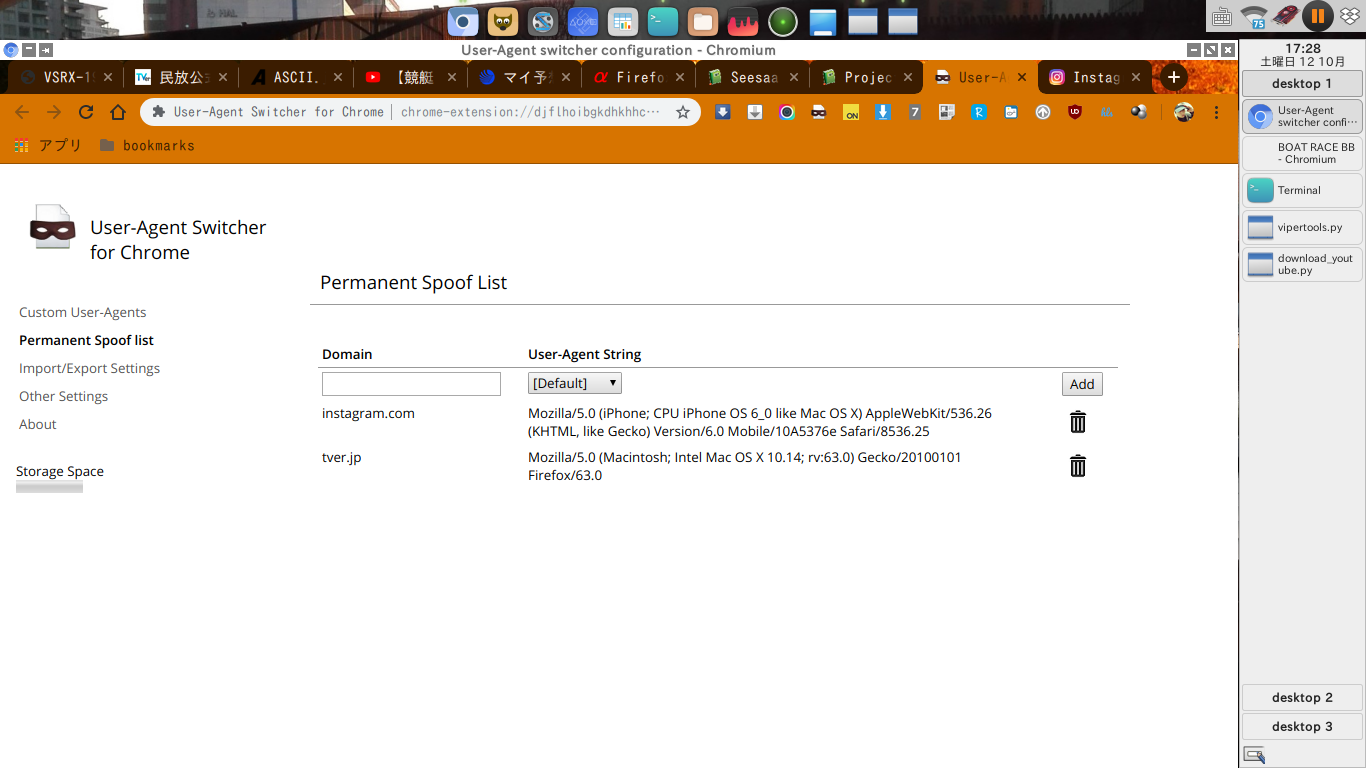 User-Agent switcher configuration - Chromium
VSRX-19
民放公
ASCII.
【競艇
マイ予
Firefo
Seesaa
Projec
User-A
Instag
User-Agent Switcher for Chrome
chrome-extension://djflhoibgkdhkhhc…
ON
7
R
アプリ
bookmarks
User-Agent Switcher
for Chrome
Custom User-Agents
Permanent Spoof list
Import/Export Settings
Other Settings
About
Storage Space
Permanent Spoof List
Domain
User-Agent String
[Default]
Add
instagram.com
Mozilla/5.0 (iPhone; CPU iPhone OS 6_0 like Mac OS X) AppleWebKit/536.26
(KHTML, like Gecko) Version/6.0 Mobile/10A5376e Safari/8536.25
tver.jp
Mozilla/5.0 (Macintosh; Intel Mac OS X 10.14; rv:63.0) Gecko/20100101
Firefox/63.0
75
17:28
土曜日 12 10月
desktop 1
User-Agent
switcher confi…
BOAT RACE BB
- Chromium
Terminal
vipertools.py
download_yout
ube.py
desktop 2
desktop 3